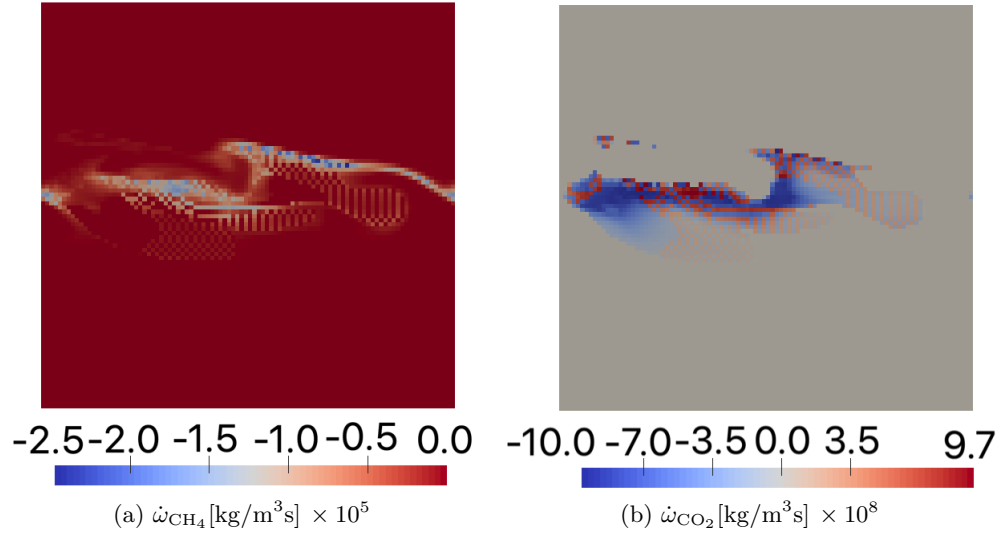 -2.5 -2.0 -1.5 -1.0 -0.5 0.0
-10.0 -7.0 -3.5 0.0 3.5 9.7
(a) ω̇CH₄[kg/m³s] ×10⁵
(b) ω̇CO₂[kg/m³s] ×10⁸